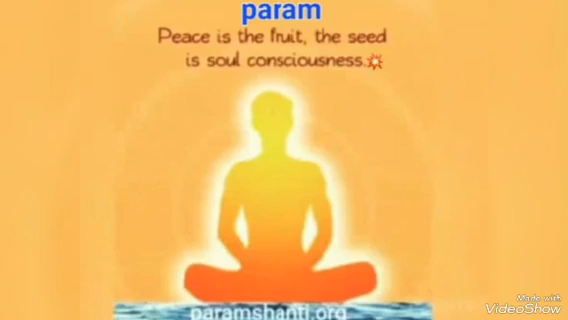 param
Peace is the fruit, the seed
is soul consciousness.💥
paramshanti.org
Made with
VideoShow